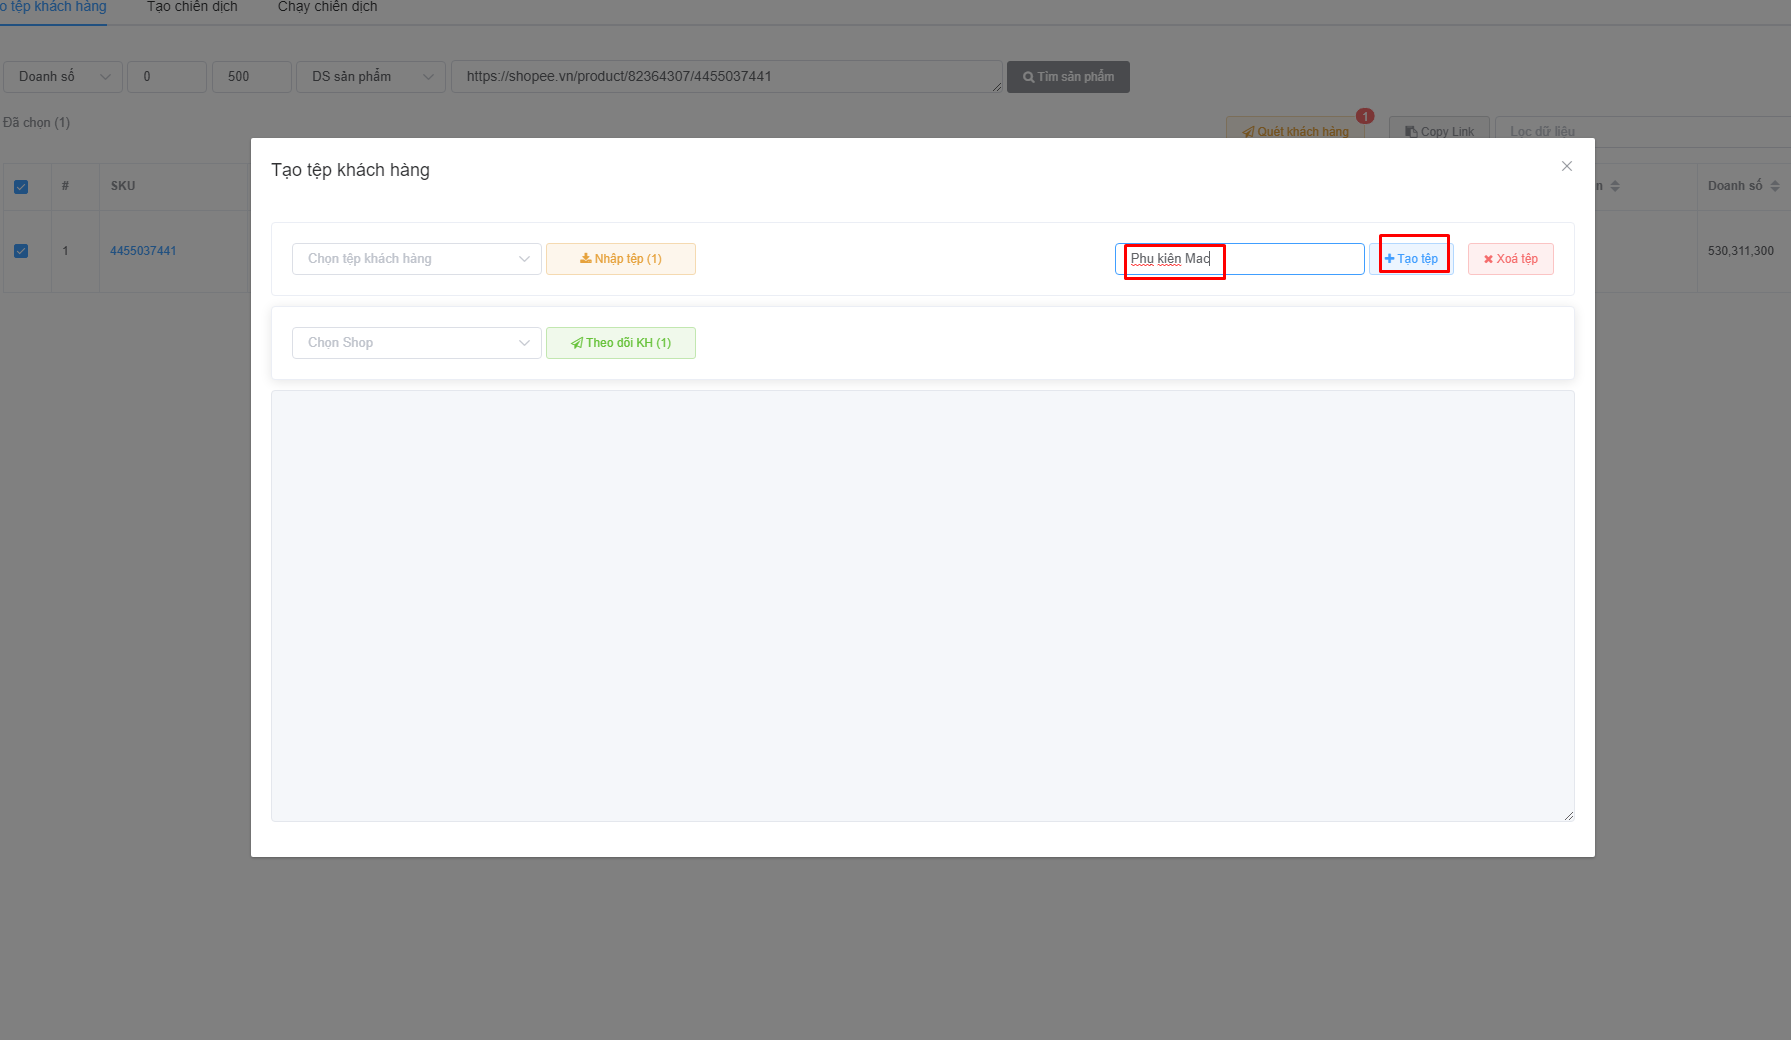 o tệp khách hàng Tạo chiến dịch Chạy chiến dịch
Doanh số 0 500 DS sản phẩm https://shopee.vn/product/82364307/4455037441 Tìm sản phẩm
Đã chọn (1)
1
Quét khách hàng Copy Link Lọc dữ liệu
# SKU n Doanh số
1 4455037441 530,311,300
Tạo tệp khách hàng
Chọn tệp khách hàng Nhập tệp (1) Phụ kiện Mac Tạo tệp Xoá tệp
Chọn Shop Theo dõi KH (1)